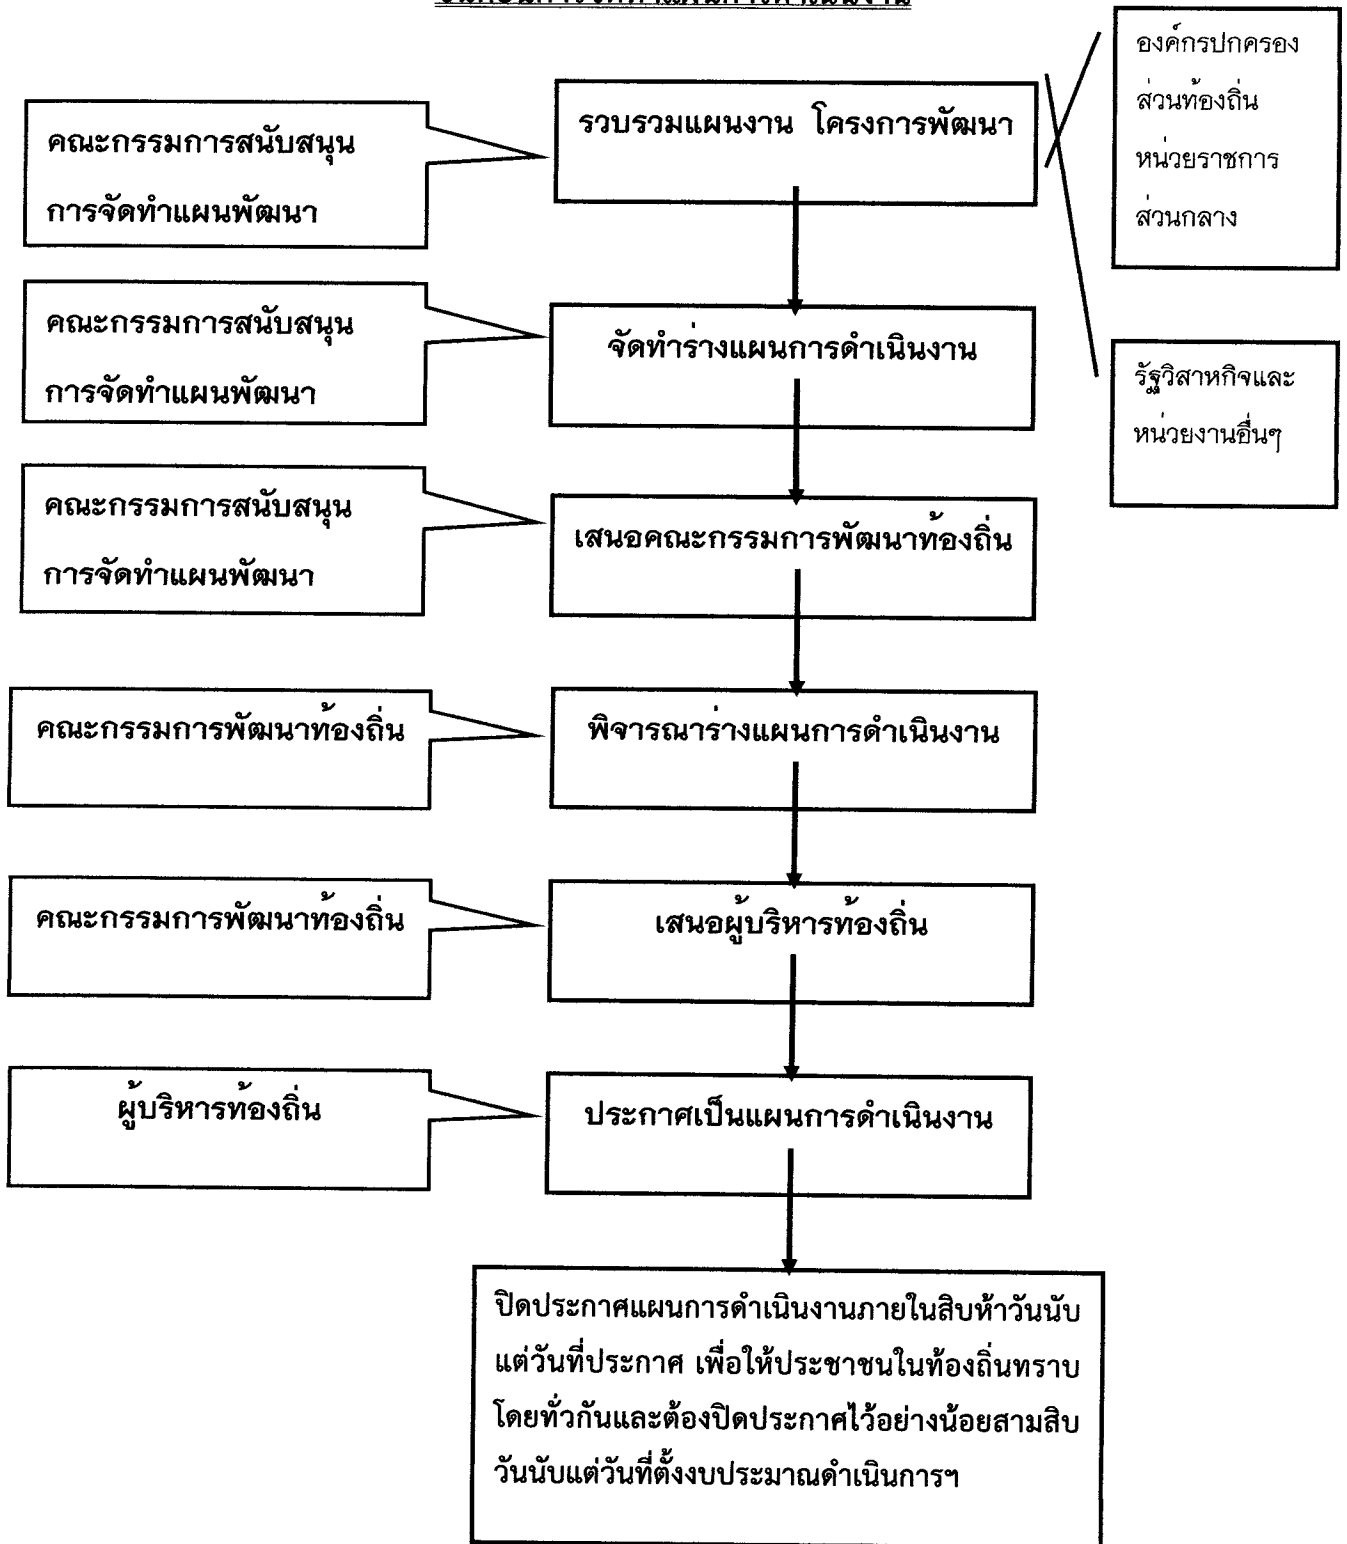 องค์กรปกครอง
ส่วนท้องถิ่น
หน่วยราชการ
ส่วนกลาง
คณะกรรมการสนับสนุน
การจัดทำแผนพัฒนา
รวบรวมแผนงาน โครงการพัฒนา
คณะกรรมการสนับสนุน
การจัดทำแผนพัฒนา
จัดทำร่างแผนการดำเนินงาน
รัฐวิสาหกิจและ
หน่วยงานอื่นๆ
คณะกรรมการสนับสนุน
การจัดทำแผนพัฒนา
เสนอคณะกรรมการพัฒนาท้องถิ่น
คณะกรรมการพัฒนาท้องถิ่น
พิจารณาร่างแผนการดำเนินงาน
คณะกรรมการพัฒนาท้องถิ่น
เสนอผู้บริหารท้องถิ่น
ผู้บริหารท้องถิ่น
ประกาศเป็นแผนการดำเนินงาน
ปิดประกาศแผนการดำเนินงานภายในสิบห้าวันนับ
แต่วันที่ประกาศ เพื่อให้ประชาชนในท้องถิ่นทราบ
โดยทั่วกันและต้องปิดประกาศไว้อย่างน้อยสามสิบ
วันนับแต่วันที่ตั้งงบประมาณดำเนินการฯ